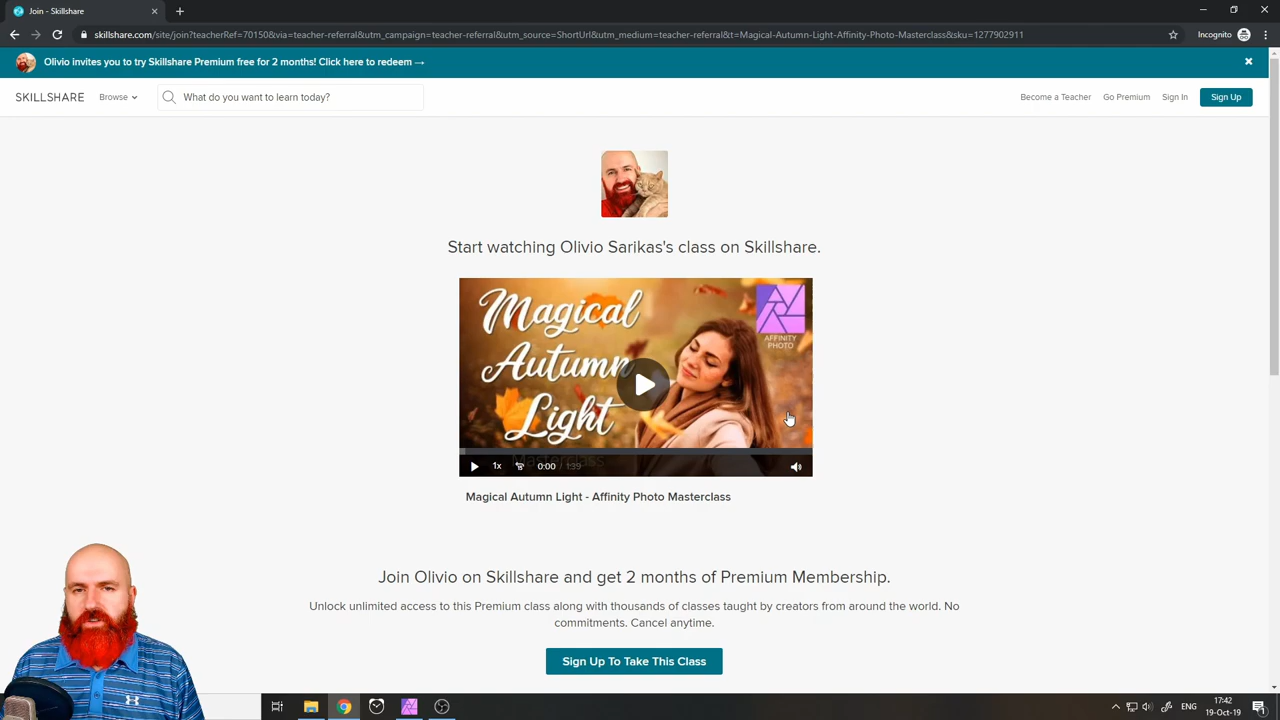 Join - Skillshare
skillshare.com/site/join?teacherRef=70150&via=teacher-referral&utm_campaign=teacher-referral&utm_source=ShortUrl&utm_medium=teacher-referral&t=Magical-Autumn-Light-Affinity-Photo-Masterclass&sku=1277902911
Incognito
Olivio invites you to try Skillshare Premium free for 2 months! Click here to redeem →
SKILLSHARE Browse What do you want to learn today? Become a Teacher Go Premium Sign In Sign Up
Start watching Olivio Sarikas's class on Skillshare.
Magical
Autumn
Light
AFFINITY
PHOTO
Masterclass
1x 0:00 / 1:39
Magical Autumn Light - Affinity Photo Masterclass
Join Olivio on Skillshare and get 2 months of Premium Membership.
Unlock unlimited access to this Premium class along with thousands of classes taught by creators from around the world. No
commitments. Cancel anytime.
Sign Up To Take This Class
ENG
17:42
19-Oct-19
1